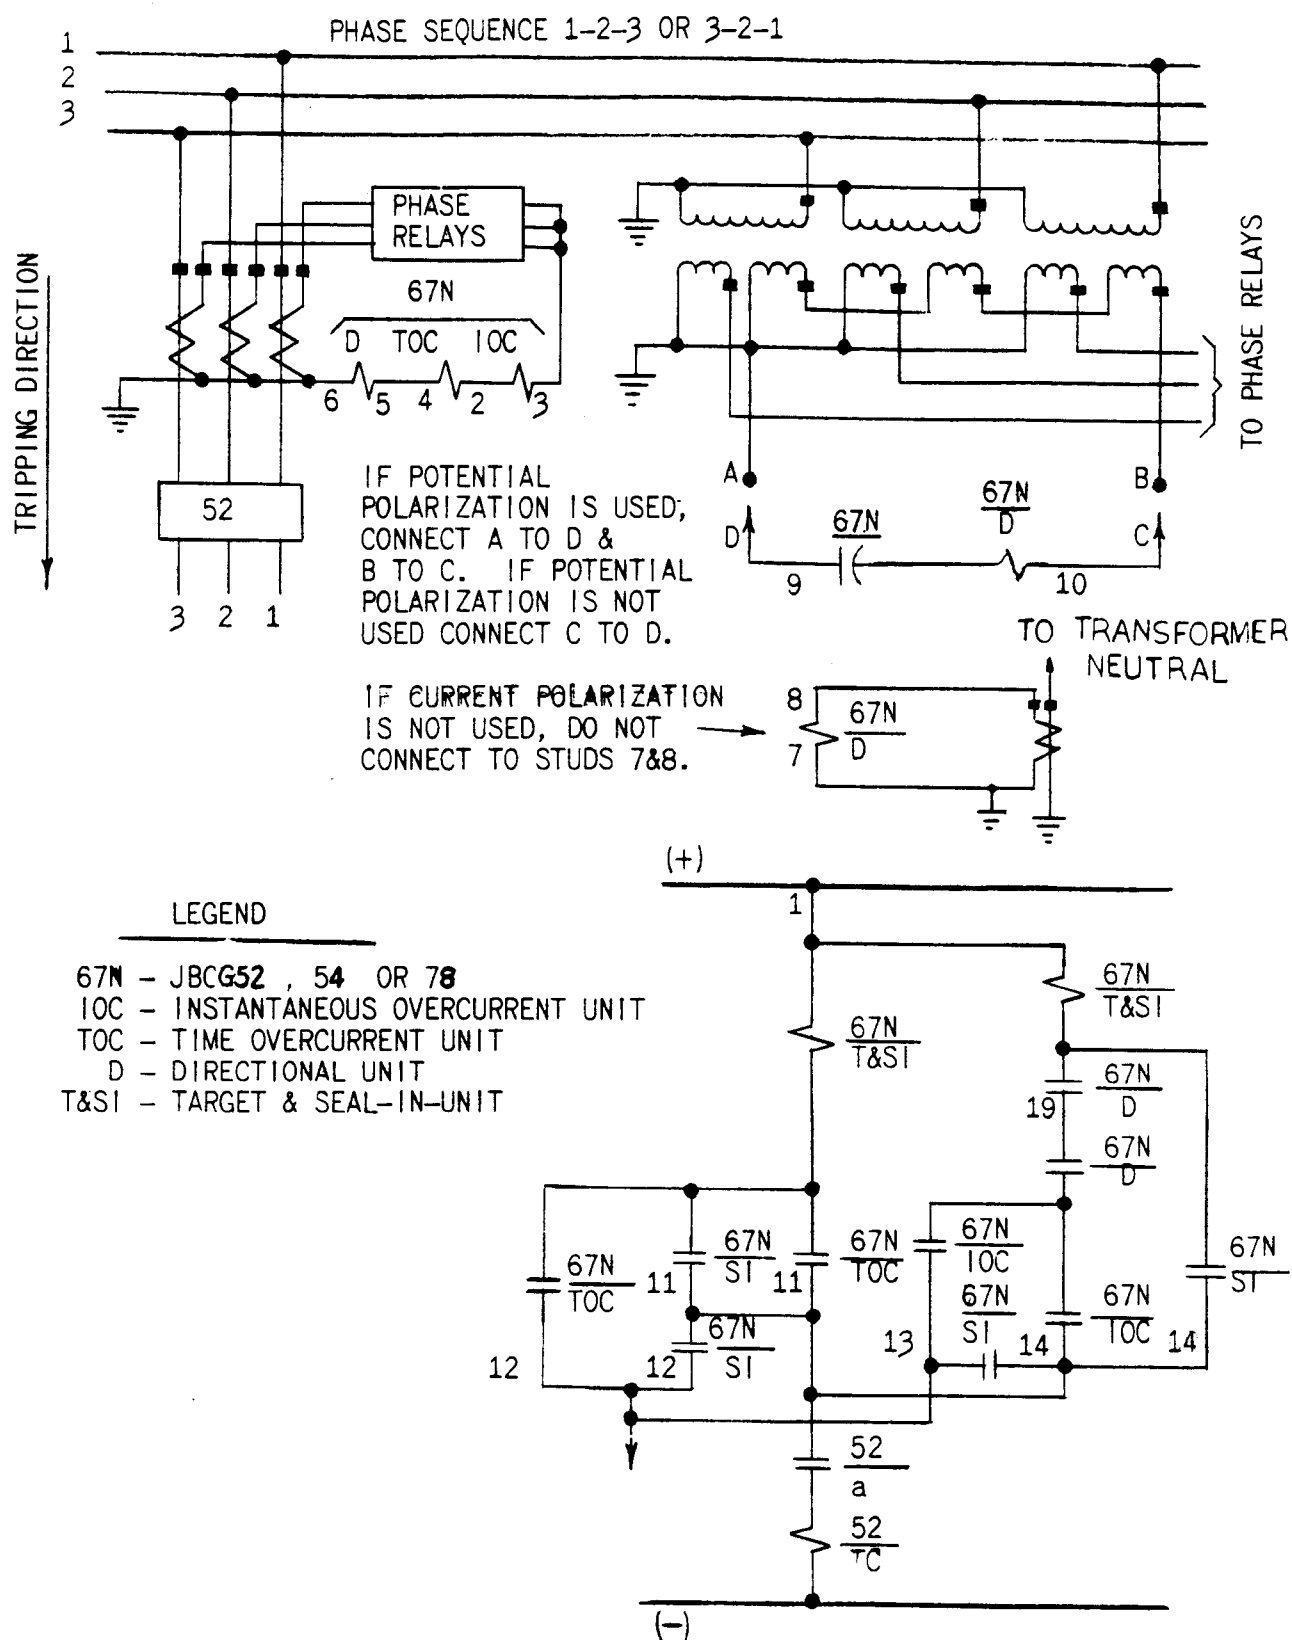 PHASE SEQUENCE 1-2-3 OR 3-2-1
1
2
3
PHASE
RELAYS
67N
D TOC IOC
6 5 4 2 3
TRIPPING DIRECTION
52
3 2 1
TO PHASE RELAYS
IF POTENTIAL
POLARIZATION IS USED,
CONNECT A TO D &
B TO C. IF POTENTIAL
POLARIZATION IS NOT
USED CONNECT C TO D.
A
B
D
C
67N
67N
D
9
10
TO TRANSFORMER
NEUTRAL
IF CURRENT POLARIZATION
IS NOT USED, DO NOT
CONNECT TO STUDS 7&8.
8
7
67N
D
(+)
1
LEGEND
67N - JBCG52 , 54 OR 78
IOC - INSTANTANEOUS OVERCURRENT UNIT
TOC - TIME OVERCURRENT UNIT
D - DIRECTIONAL UNIT
T&SI - TARGET & SEAL-IN-UNIT
67N
T&SI
67N
T&SI
67N
D
19
67N
D
67N
TOC
12
67N
SI
11
67N
SI
12
67N
TOC
11
67N
IOC
13
67N
SI
14
67N
TOC
67N
SI
14
52
a
52
TC
(-)